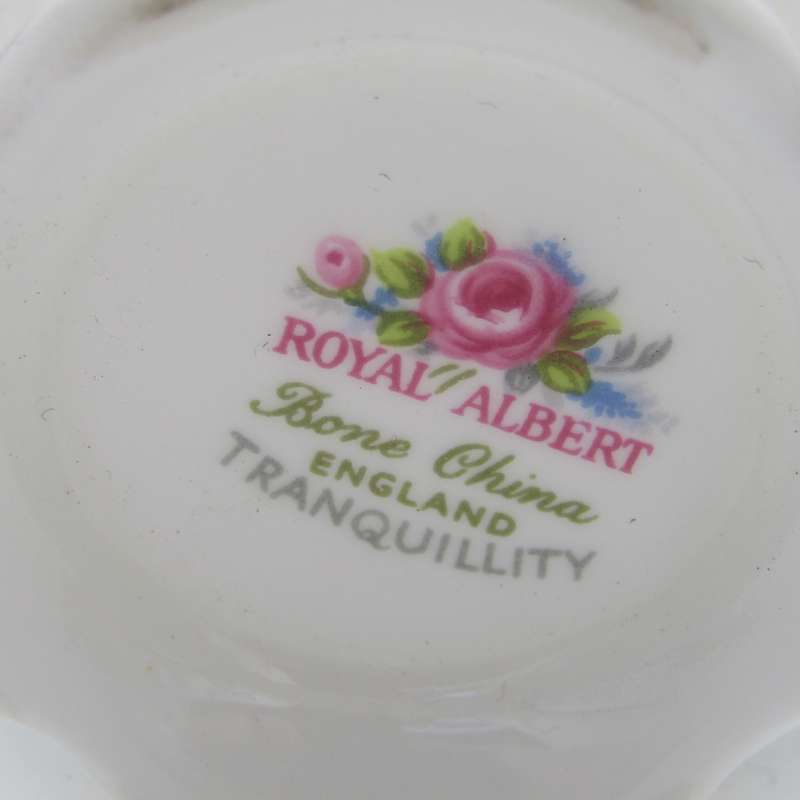 ROYAL ALBERT
Bone China
ENGLAND
TRANQUILLITY